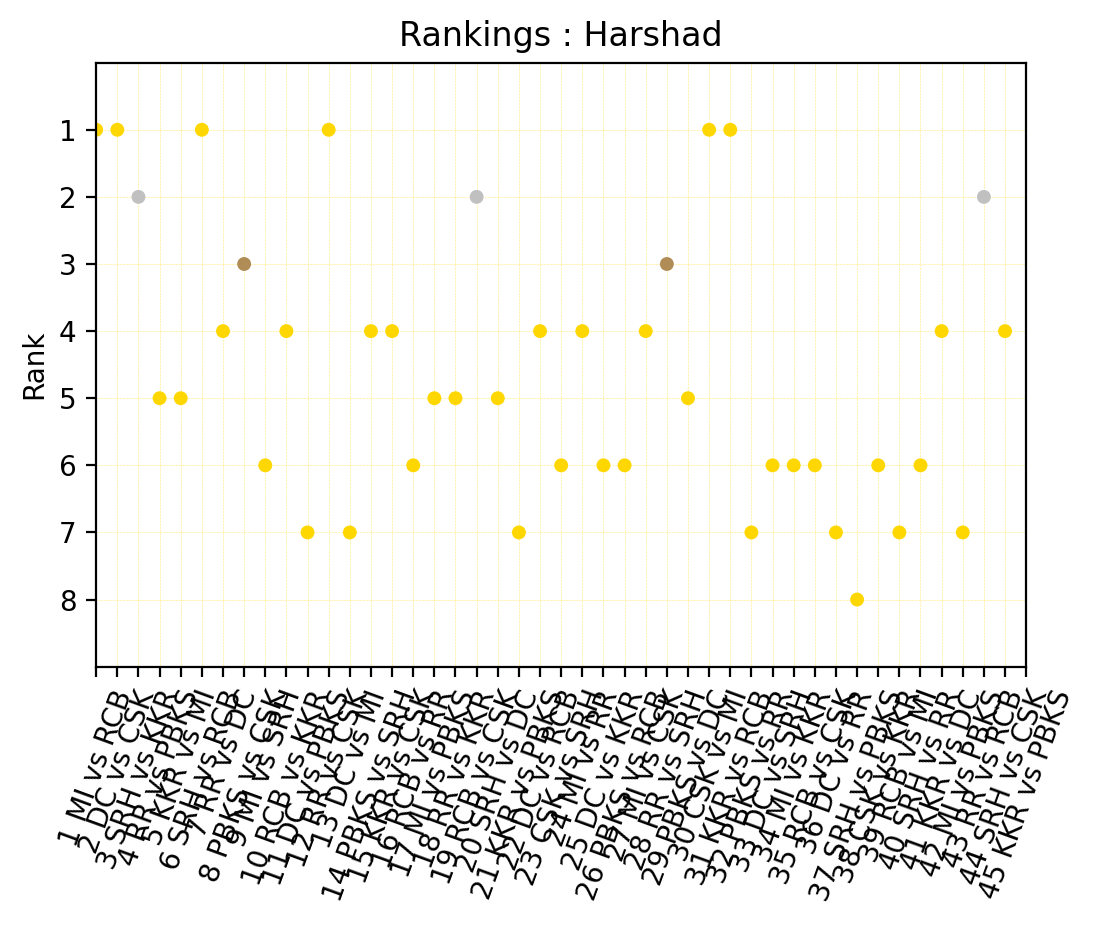 Rankings : Harshad
Rank
1
2
3
4
5
6
7
8
1 MI vs RCB
2 DC vs CSK
3 SRH vs KKR
4 RR vs PBKS
5 KKR vs MI
6 SRH vs RCB
7 RR vs DC
8 PBKS vs CSK
9 MI vs SRH
10 RCB vs KKR
11 DC vs PBKS
12 RR vs CSK
13 DC vs MI
14 PBKS vs SRH
15 KKR vs CSK
16 RCB vs RR
17 MI vs PBKS
18 RR vs KKR
19 RCB vs CSK
20 SRH vs DC
21 KKR vs PBKS
22 DC vs RCB
23 CSK vs SRH
24 MI vs RR
25 DC vs KKR
26 PBKS vs RCB
27 MI vs CSK
28 RR vs SRH
29 PBKS vs DC
30 CSK vs MI
31 KKR vs RCB
32 PBKS vs RR
33 DC vs SRH
34 MI vs KKR
35 RCB vs CSK
36 DC vs RR
37 SRH vs PBKS
38 CSK vs KKR
39 RCB vs MI
40 SRH vs RR
41 KKR vs DC
42 MI vs PBKS
43 RR vs RCB
44 SRH vs CSK
45 KKR vs PBKS